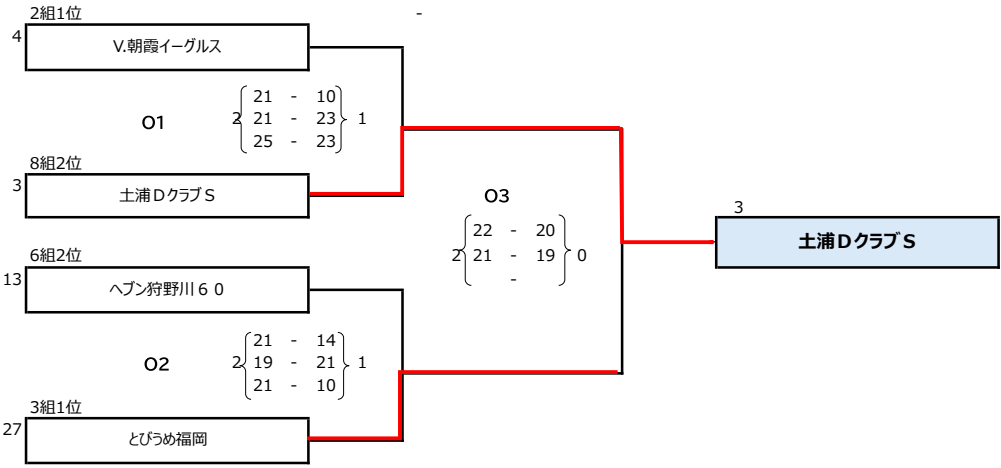 2組1位
-
4
V.朝霞イーグルス
21 - 10
O1 2 21 - 23 1
25 - 23
8組2位
3
土浦DクラブS
O3
22 - 20
2 21 - 19 0
-
3
土浦DクラブS
6組2位
13
ヘブン狩野川60
21 - 14
O2 2 19 - 21 1
21 - 10
3組1位
27
とびうめ福岡